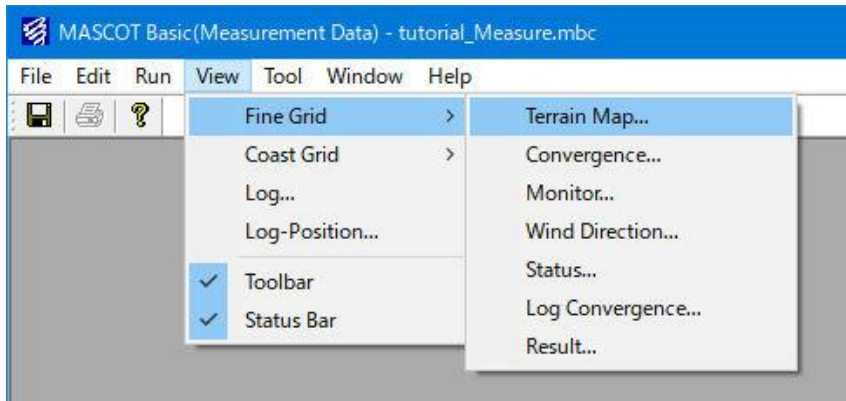 MASCOT Basic(Measurement Data) - tutorial_Measure.mbc
File Edit Run View Tool Window Help
Fine Grid
Coast Grid
Log...
Log-Position...
Toolbar
Status Bar
Terrain Map...
Convergence...
Monitor...
Wind Direction...
Status...
Log Convergence...
Result...